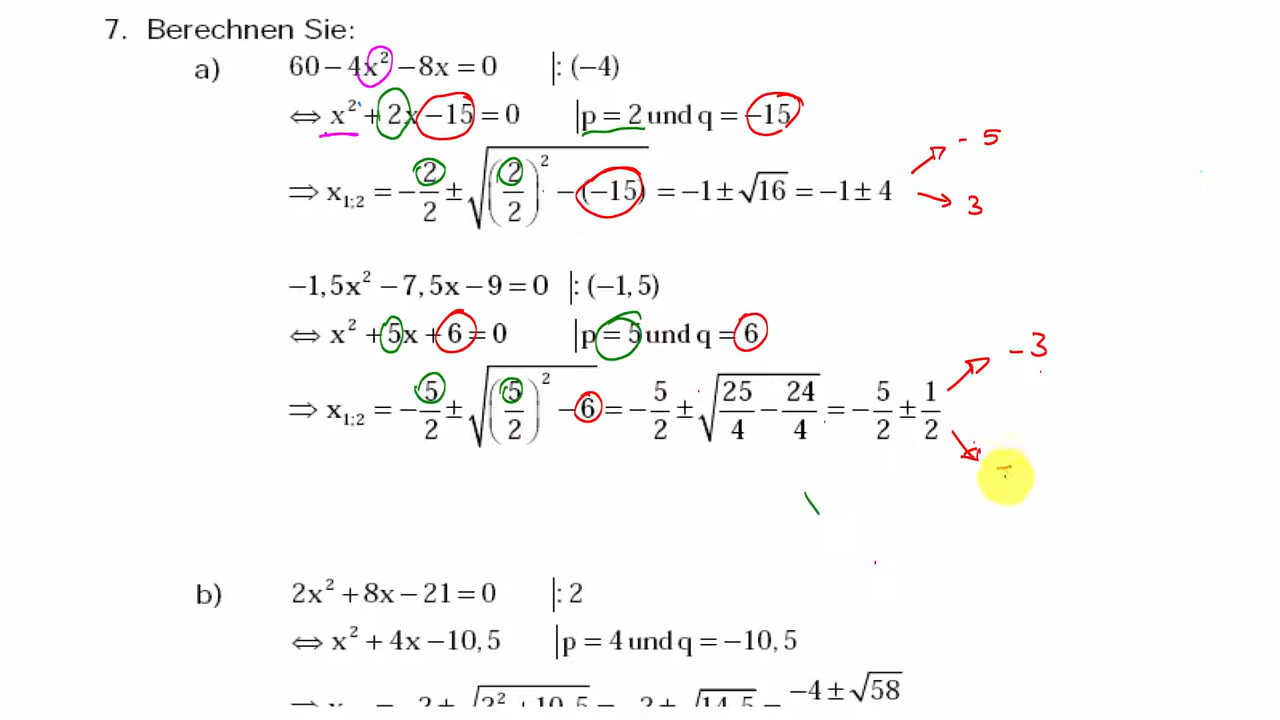 7. Berechnen Sie:
a) 60 − 4x² − 8x = 0 |: (−4)
⇔ x² + 2x − 15 = 0 |p = 2 und q = −15
⇒ x₁;₂ = −2/2 ± √((2/2)² − (−15)) = −1 ± √16 = −1 ± 4
- 5
3
−1,5x² − 7,5x − 9 = 0 |: (−1,5)
⇔ x² + 5x + 6 = 0 |p = 5 und q = 6
⇒ x₁;₂ = −5/2 ± √((5/2)² − 6) = −5/2 ± √(25/4 − 24/4) = −5/2 ± 1/2
- 3
b) 2x² + 8x − 21 = 0 |: 2
⇔ x² + 4x − 10,5 |p = 4 und q = −10,5
−4 ± √58